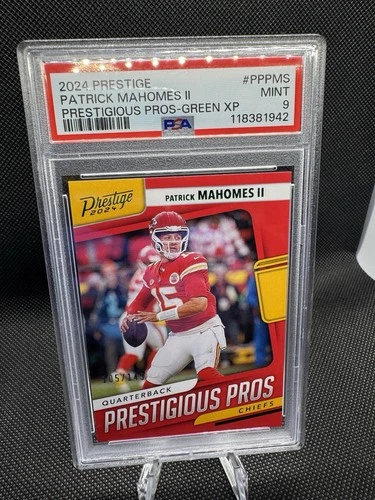 2024 PRESTIGE #PPPMS
PATRICK MAHOMES II MINT
PRESTIGIOUS PROS-GREEN XP 9
PSA 118381942
Prestige
2024
PATRICK MAHOMES II
15
QUARTERBACK
PRESTIGIOUS PROS
CHIEFS